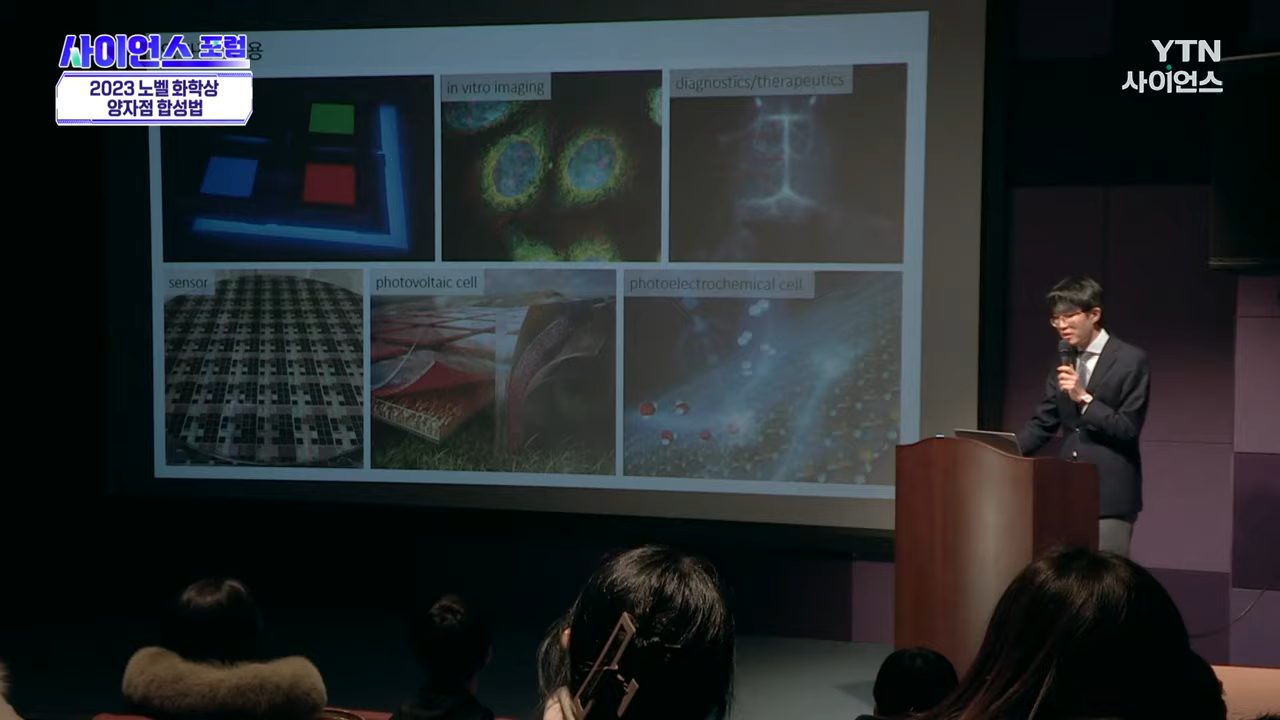 사이언스 포럼
용
2023 노벨 화학상
양자점 합성법
YTN
사이언스
in vitro imaging
diagnostics/therapeutics
sensor
photovoltaic cell
photoelectrochemical cell